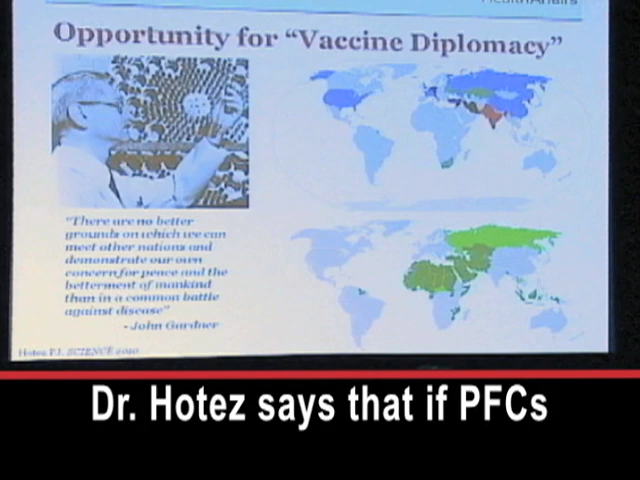 HealthAffairs
Opportunity for “Vaccine Diplomacy”
“There are no better
grounds on which we can
meet other nations and
demonstrate our own
concern for peace and the
betterment of mankind
than in a common battle
against disease”
- John Gardner
Hotez PJ. SCIENCE 2010
Dr. Hotez says that if PFCs